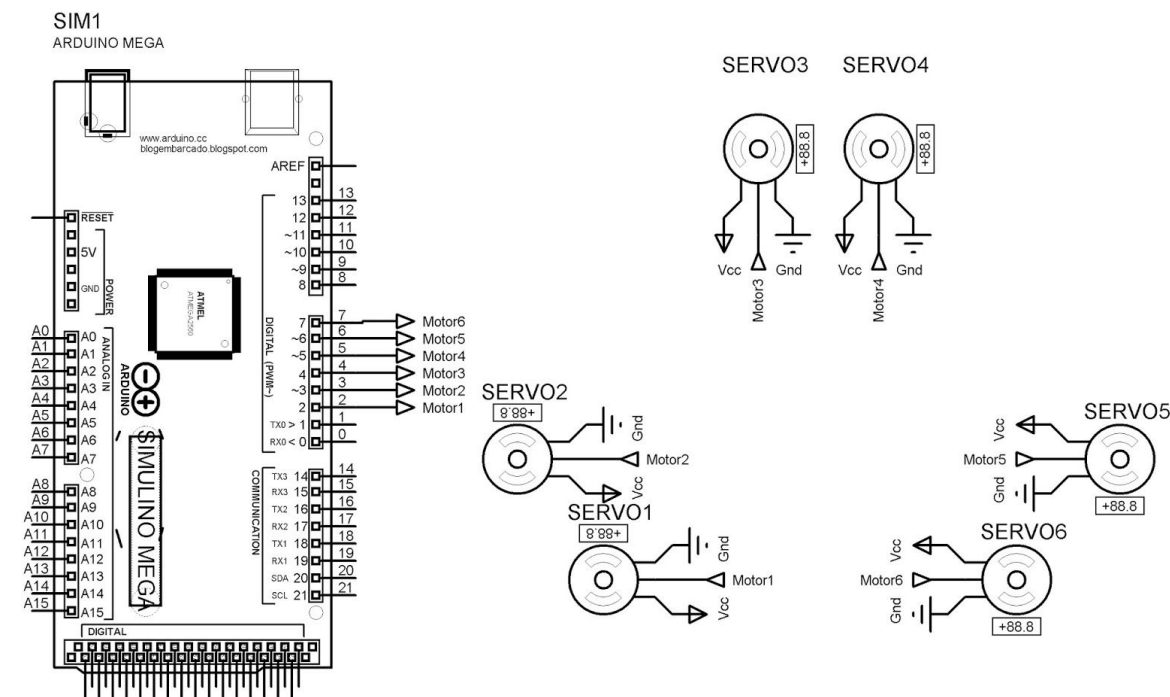 SIM1
ARDUINO MEGA
www.arduino.cc
blogembarcado.blogspot.com
AREF
13 13
12 12
~11 11
~10 10
~9 9
8 8
RESET
5V
GND
POWER
ATMEL
ATMEGA2560
DIGITAL (PWM~)
7 7 Motor6
~6 6 Motor5
~5 5 Motor4
4 4 Motor3
~3 3 Motor2
2 2 Motor1
TX0 > 1 1
RX0 < 0 0
A0 A0
A1 A1
A2 A2
A3 A3
A4 A4
A5 A5
A6 A6
A7 A7
ANALOG IN
ARDUINO
SIMULINO MEGA
A8 A8
A9 A9
A10 A10
A11 A11
A12 A12
A13 A13
A14 A14
A15 A15
COMMUNICATION
TX3 14 14
RX3 15 15
TX2 16 16
RX2 17 17
TX1 18 18
RX1 19 19
SDA 20 20
SCL 21 21
DIGITAL
SERVO3
+88.8
Vcc
Motor3
Gnd
SERVO4
+88.8
Vcc
Motor4
Gnd
SERVO2
+88.8
Gnd
Motor2
Vcc
SERVO1
+88.8
Gnd
Motor1
Vcc
SERVO5
Vcc
Motor5
Gnd
+88.8
SERVO6
Vcc
Motor6
Gnd
+88.8